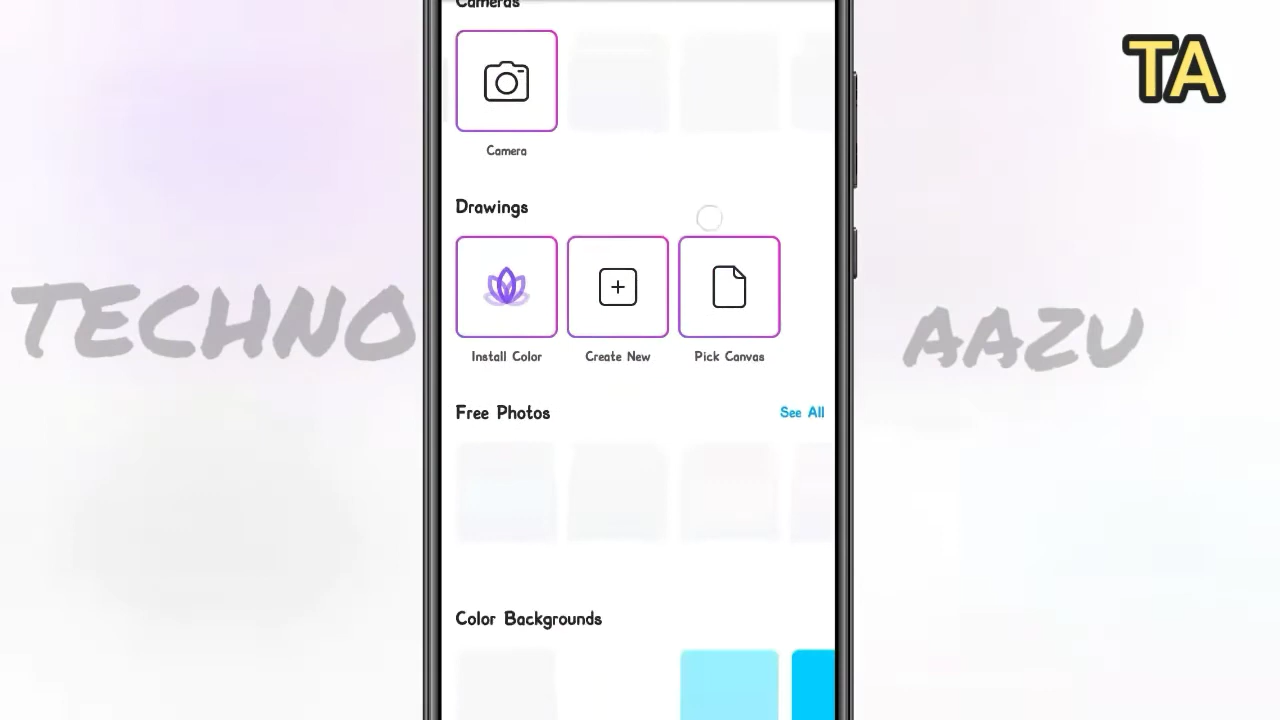 Cameras
TA
Camera
Drawings
TECHNO
AAZU
Install Color
Create New
Pick Canvas
Free Photos
See All
Color Backgrounds